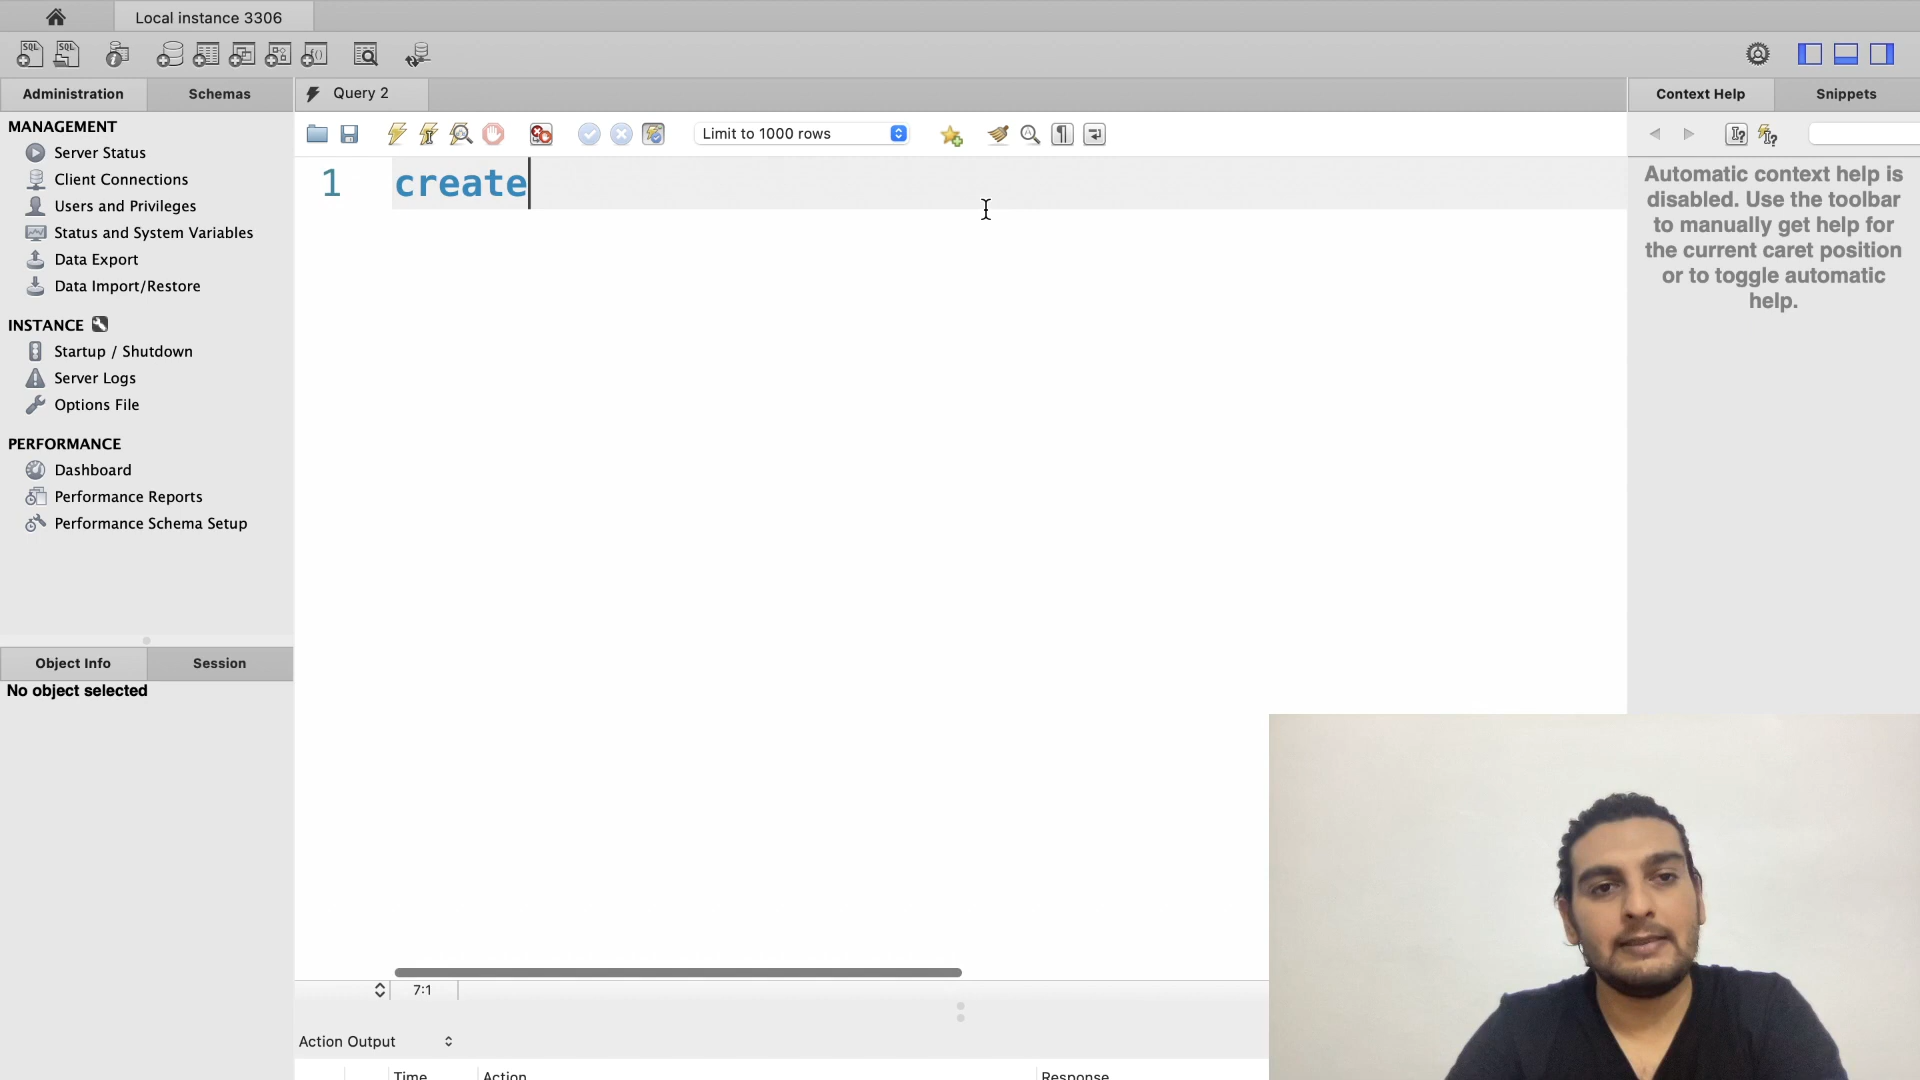 Local instance 3306
SQL
SQL
Administration
Schemas
Query 2
Context Help
Snippets
MANAGEMENT
Server Status
Client Connections
Users and Privileges
Status and System Variables
Data Export
Data Import/Restore
INSTANCE
Startup / Shutdown
Server Logs
Options File
PERFORMANCE
Dashboard
Performance Reports
Performance Schema Setup
Object Info
Session
No object selected
Limit to 1000 rows
1 create
7:1
Action Output
Time
Action
Response
Automatic context help is
disabled. Use the toolbar
to manually get help for
the current caret position
or to toggle automatic
help.